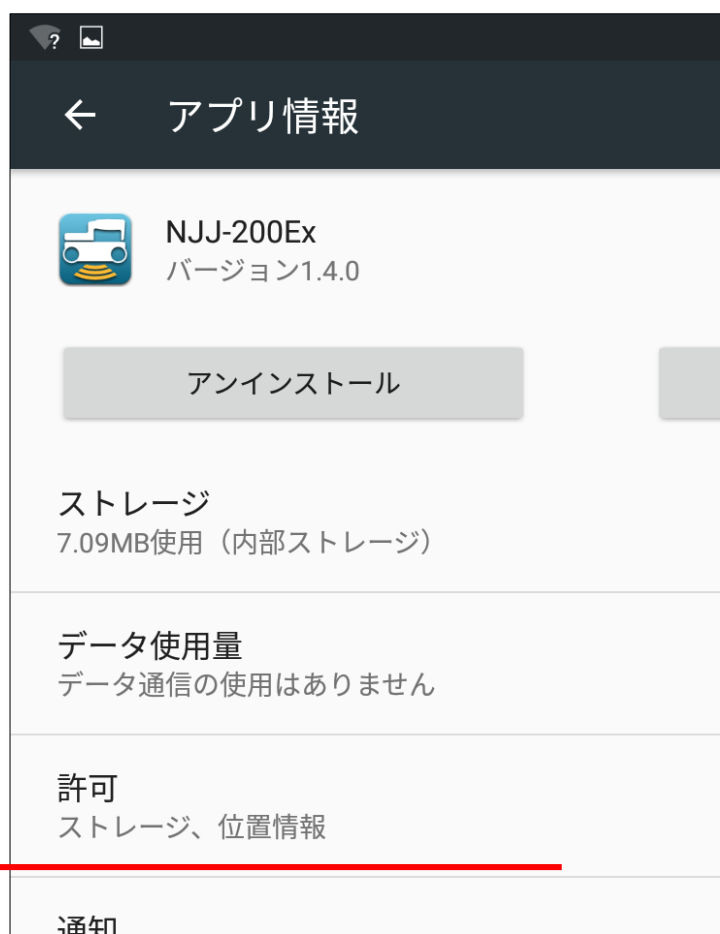 アプリ情報
NJJ-200Ex
バージョン1.4.0
アンインストール
ストレージ
7.09MB使用（内部ストレージ）
データ使用量
データ通信の使用はありません
許可
ストレージ、位置情報
通知